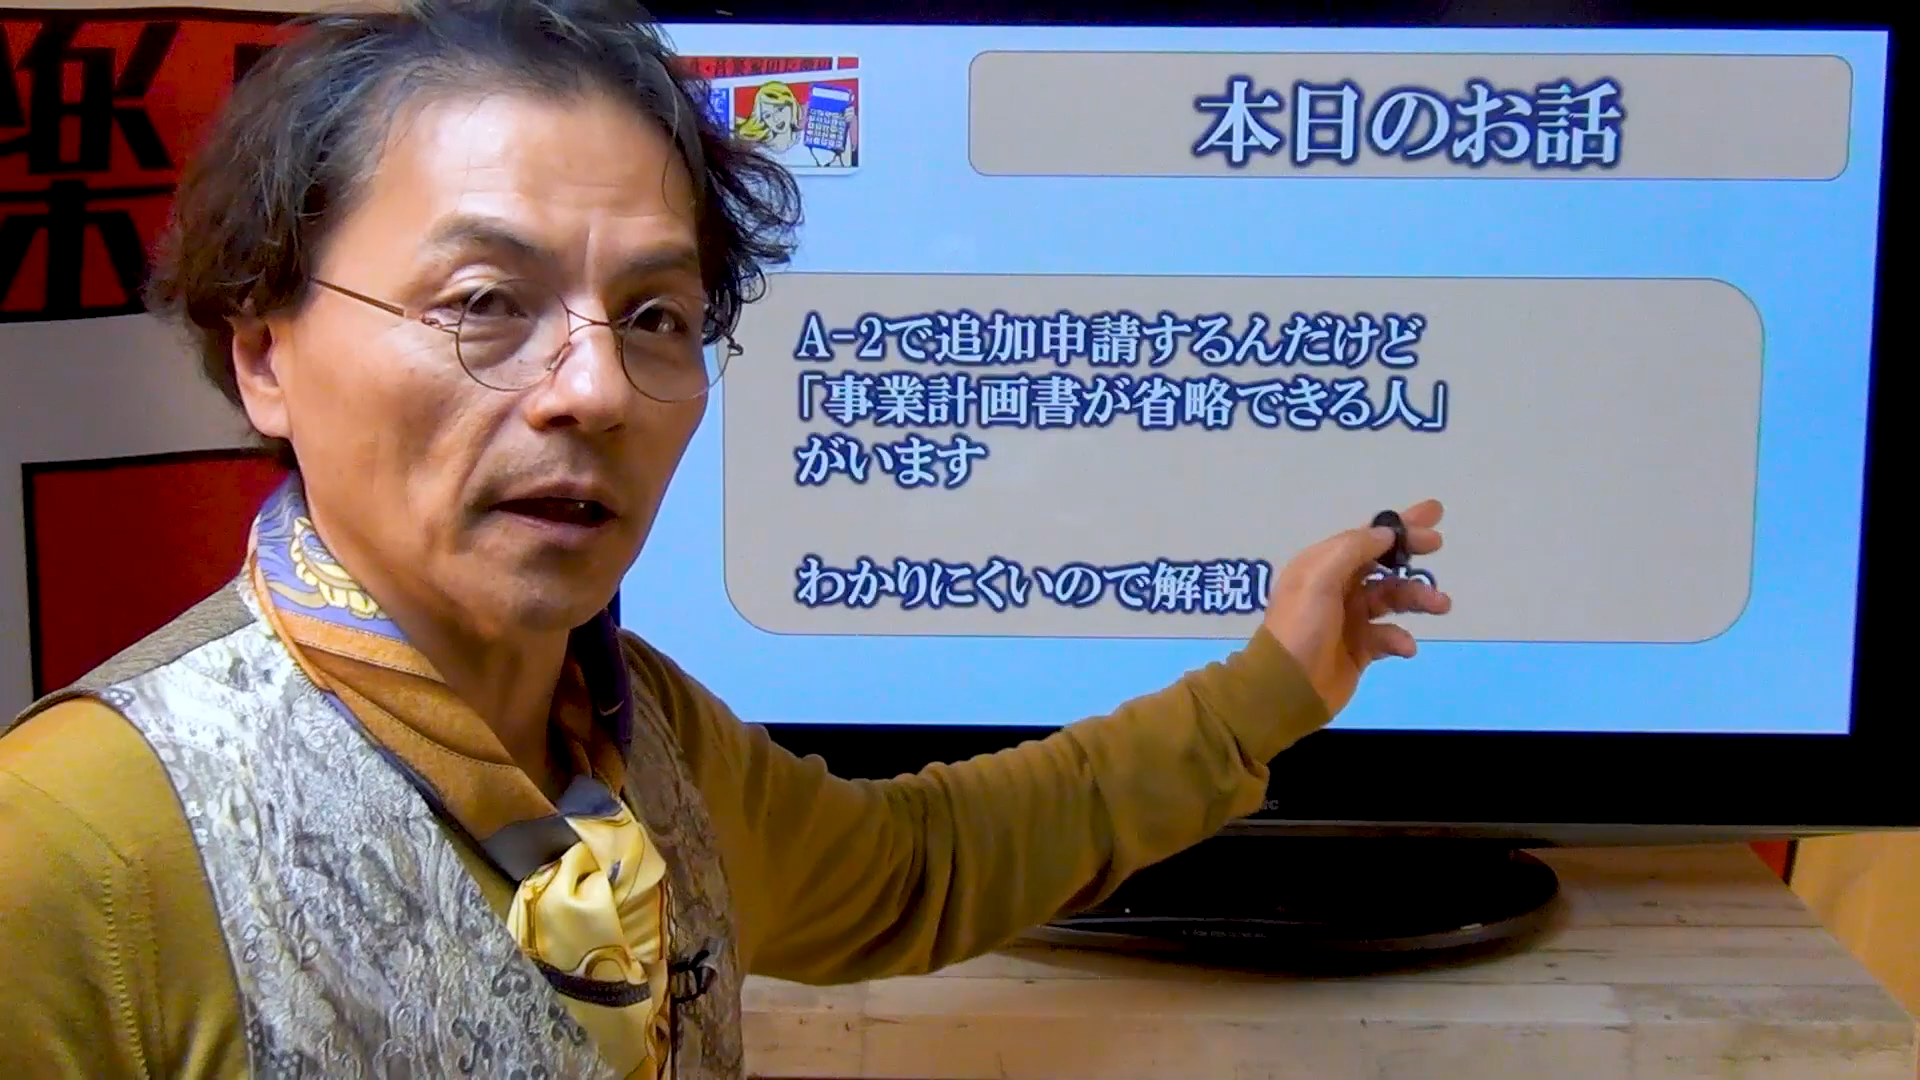 楽
本日のお話
A-2で追加申請するんだけど
「事業計画書が省略できる人」
がいます
わかりにくいので解説し